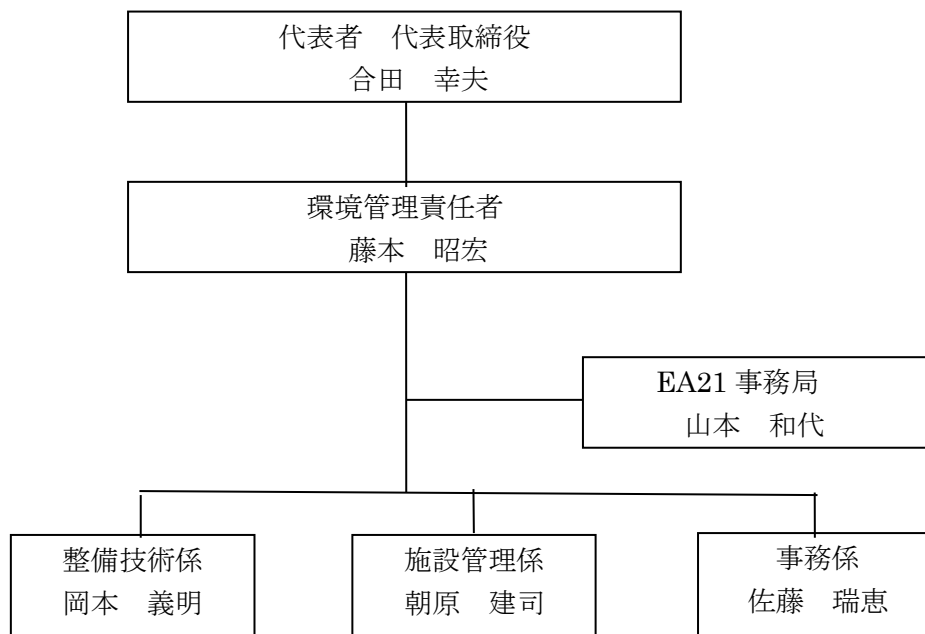 代表者　代表取締役
合田　幸夫
環境管理責任者
藤本　昭宏
EA21 事務局
山本　和代
整備技術係
岡本　義明
施設管理係
朝原　建司
事務係
佐藤　瑞恵